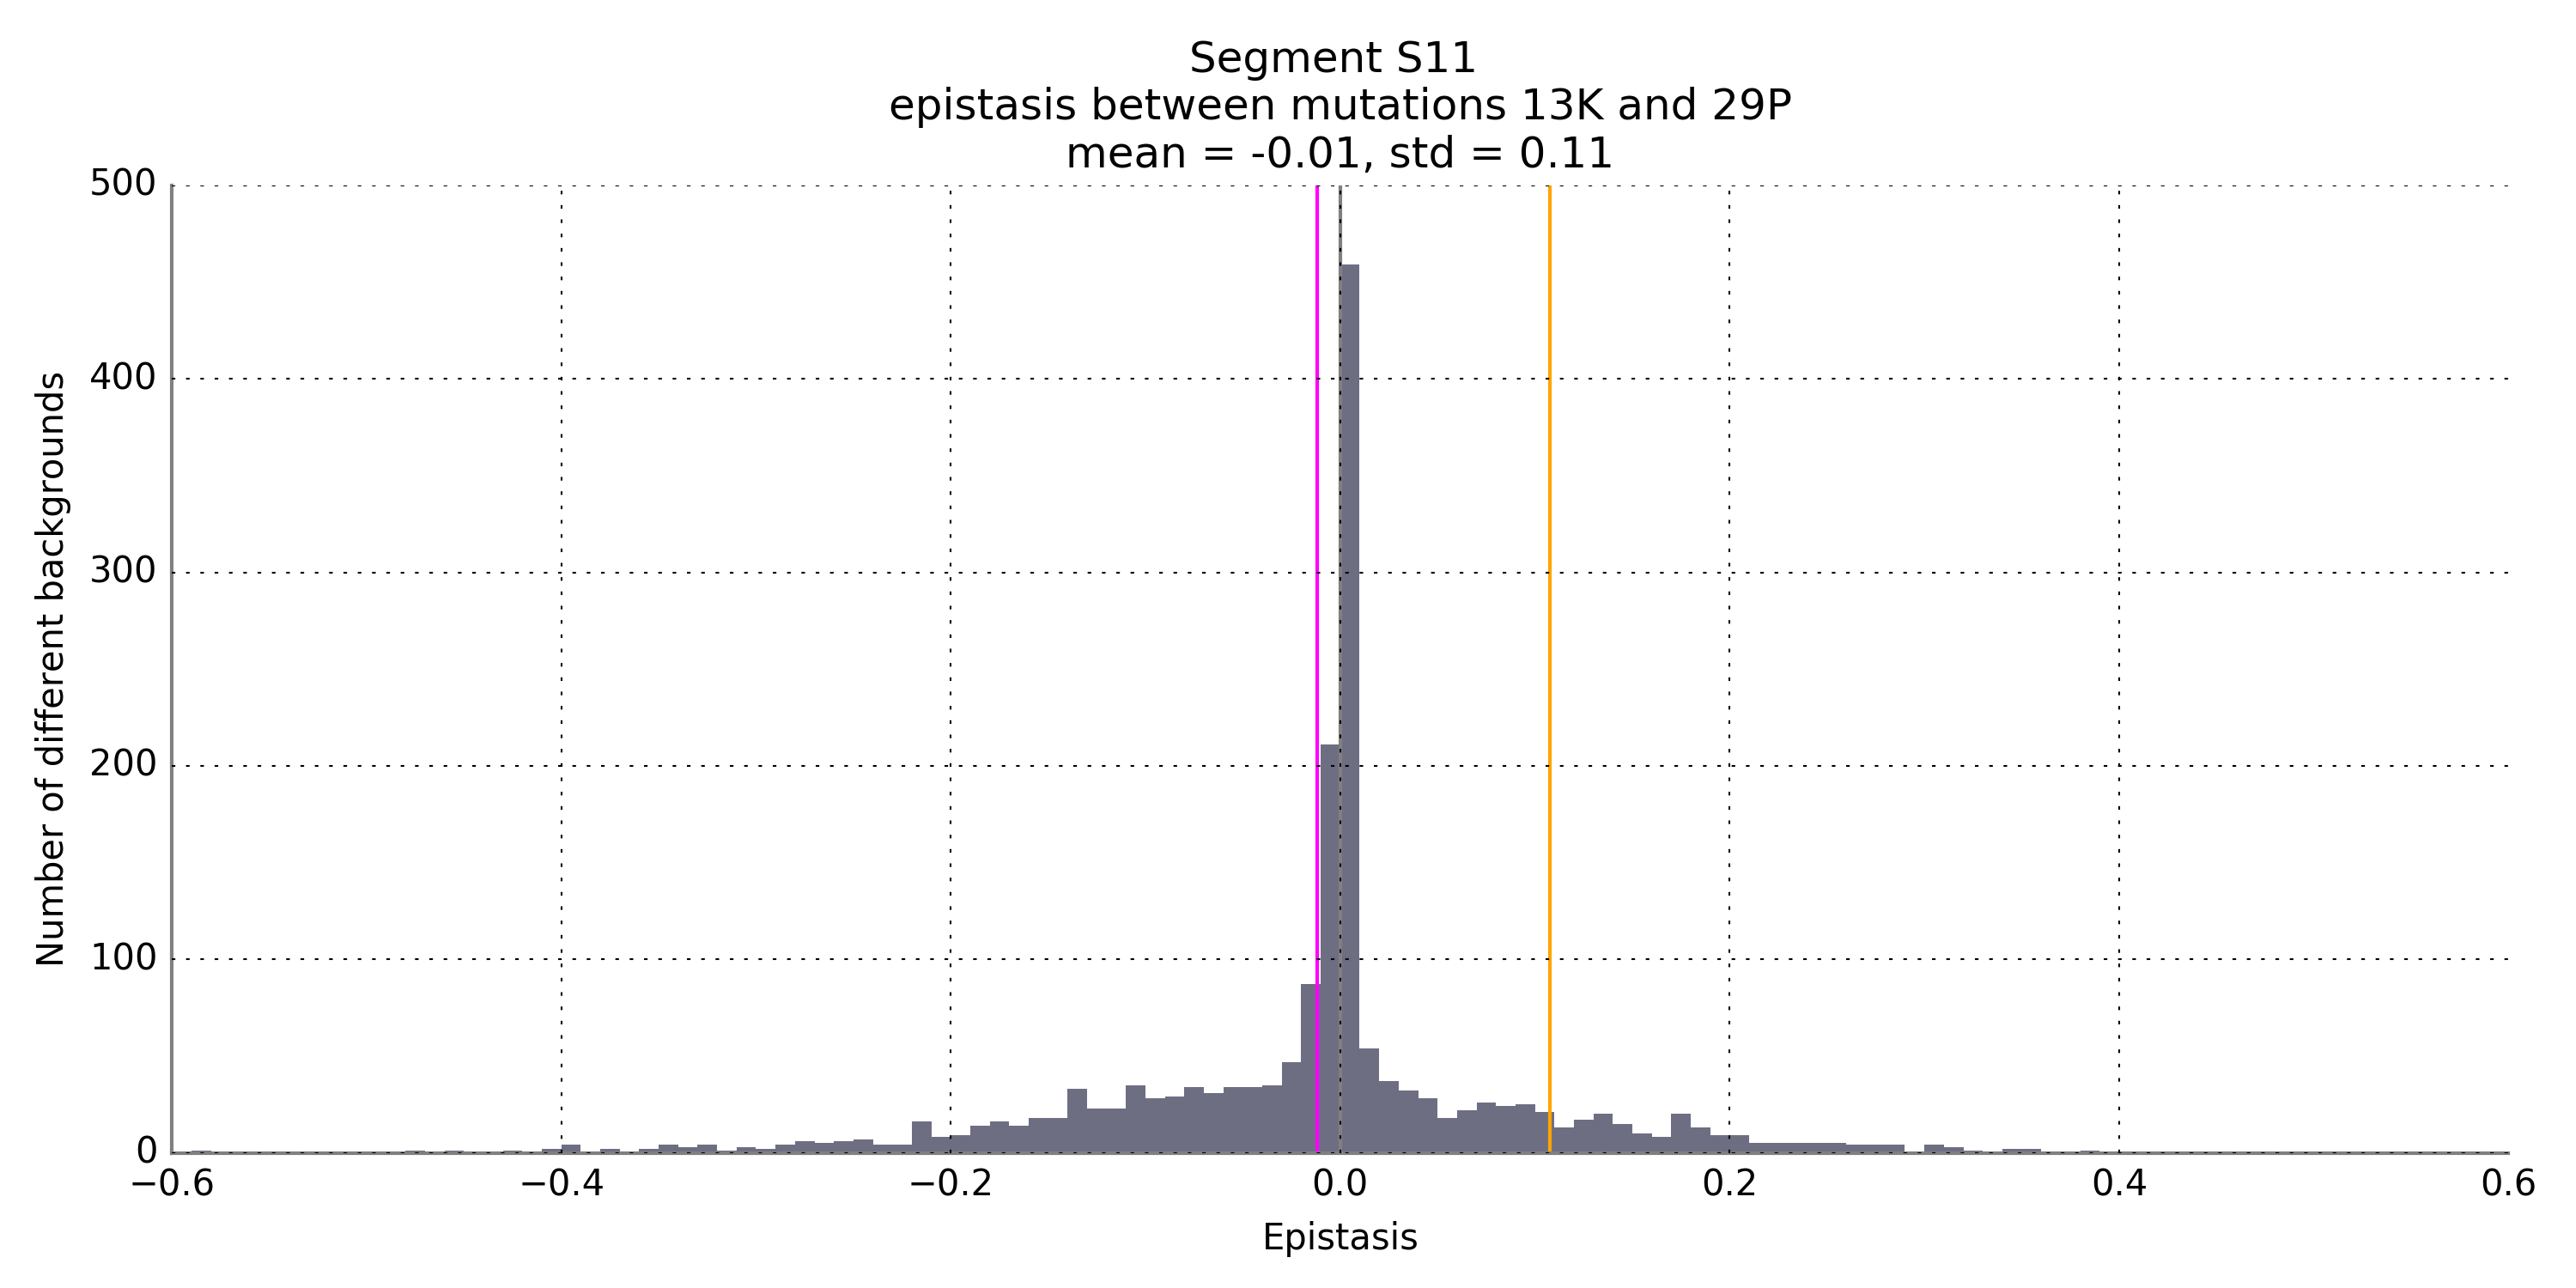 Segment S11
epistasis between mutations 13K and 29P
mean = -0.01, std = 0.11
500
400
300
200
100
0
Number of different backgrounds
−0.6 −0.4 −0.2 0.0 0.2 0.4 0.6
Epistasis